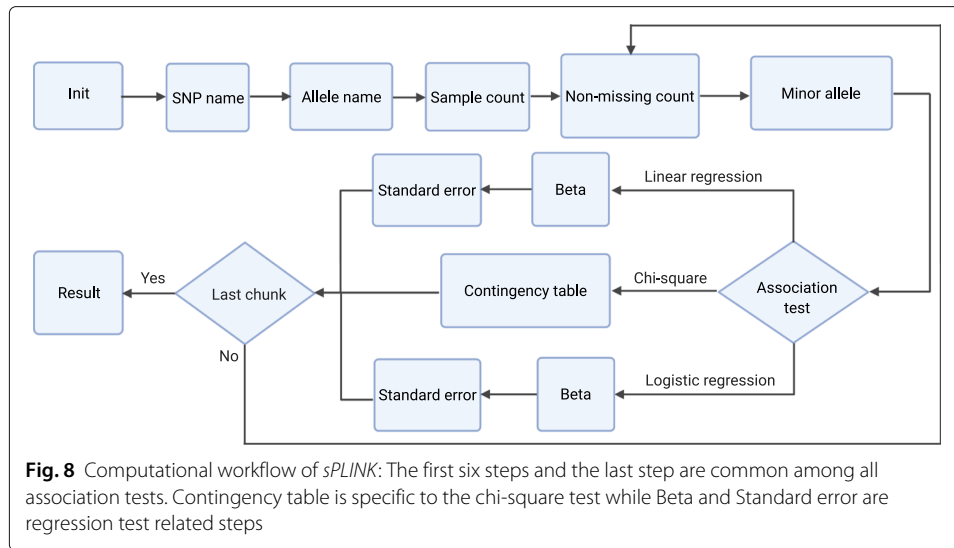 Init
SNP name
Allele name
Sample count
Non-missing count
Minor allele
Linear regression
Standard error
Beta
Chi-square
Contingency table
Association
test
Yes
Result
Last chunk
No
Logistic regression
Standard error
Beta
Fig. 8 Computational workflow of sPLINK: The first six steps and the last step are common among all
association tests. Contingency table is specific to the chi-square test while Beta and Standard error are
regression test related steps